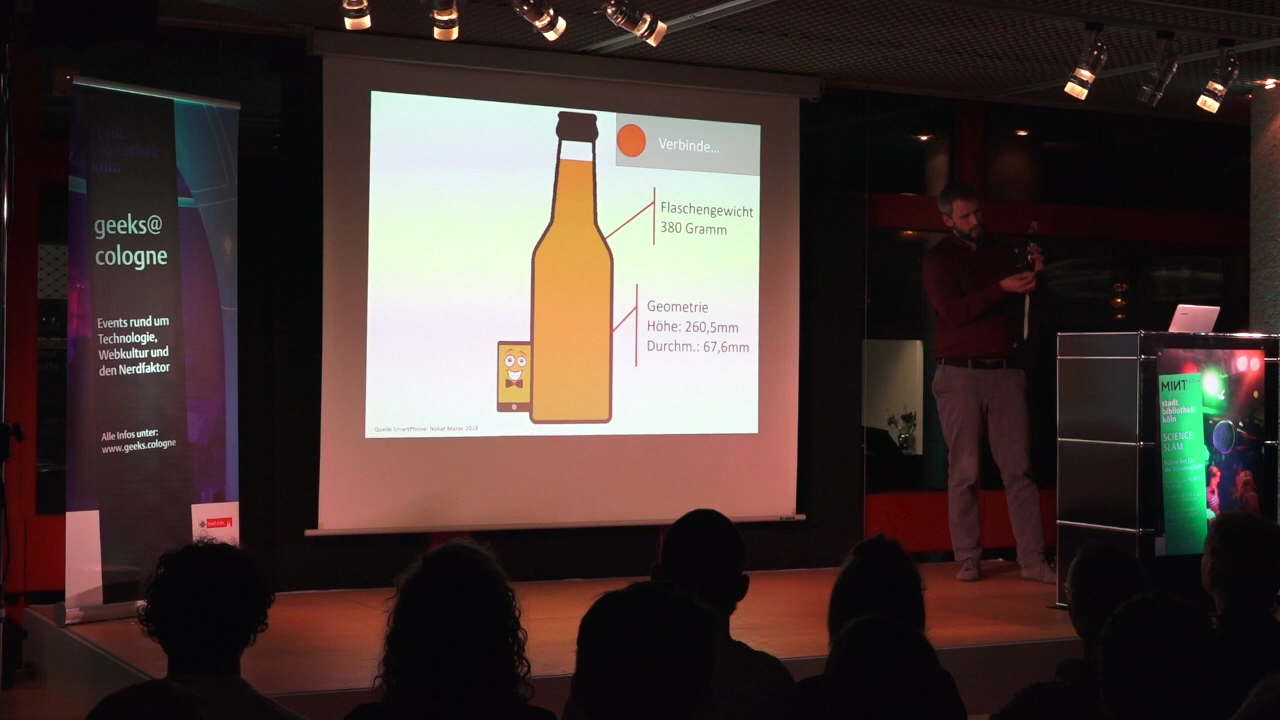 geeks@
cologne
Events rund um
Technologie,
Webkultur und
den Nerdfaktor
Alle Infos unter:
www.geeks.cologne
Verbinde...
Flaschengewicht
380 Gramm
Geometrie
Höhe: 260,5mm
Durchm.: 67,6mm
Quelle SmartPhone: Nokat Maroc 2018
MINT
stadt
bibliothek
köln
SCIENCE
SLAM